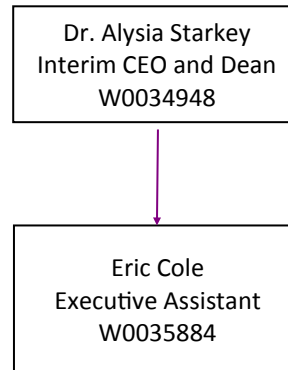 Dr. Alysia Starkey
Interim CEO and Dean
W0034948
Eric Cole
Executive Assistant
W0035884